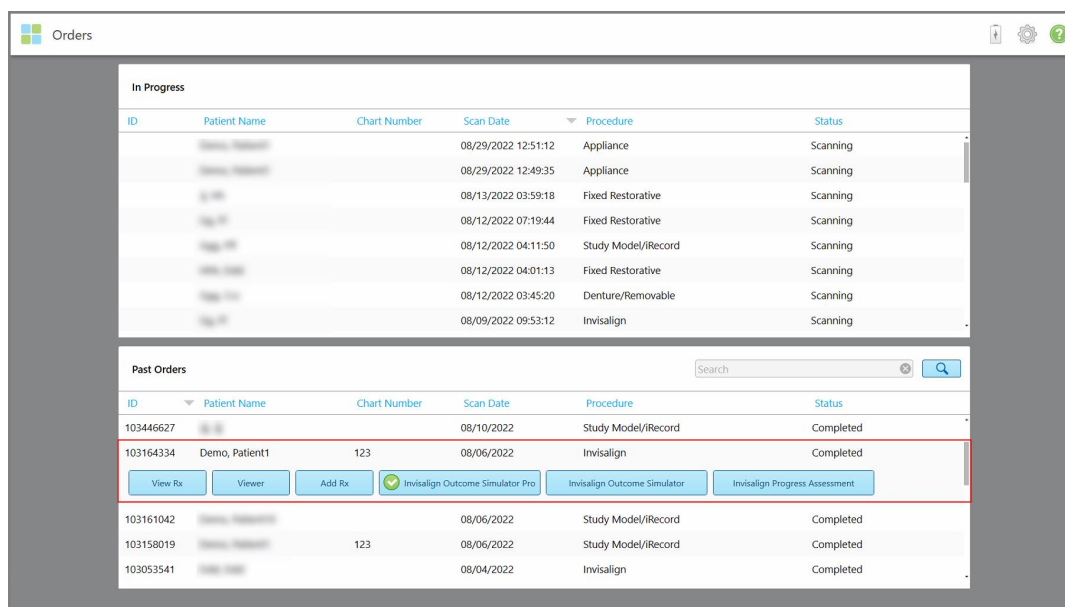 Orders
?
In Progress
ID Patient Name Chart Number Scan Date Procedure Status
08/29/2022 12:51:12 Appliance Scanning
08/29/2022 12:49:35 Appliance Scanning
08/13/2022 03:59:18 Fixed Restorative Scanning
08/12/2022 07:19:44 Fixed Restorative Scanning
08/12/2022 04:11:50 Study Model/iRecord Scanning
08/12/2022 04:01:13 Fixed Restorative Scanning
08/12/2022 03:45:20 Denture/Removable Scanning
08/09/2022 09:53:12 Invisalign Scanning
Past Orders Search
ID Patient Name Chart Number Scan Date Procedure Status
103446627 08/10/2022 Study Model/iRecord Completed
103164334 Demo, Patient1 123 08/06/2022 Invisalign Completed
View Rx Viewer Add Rx Invisalign Outcome Simulator Pro Invisalign Outcome Simulator Invisalign Progress Assessment
103161042 08/06/2022 Study Model/iRecord Completed
103158019 123 08/06/2022 Study Model/iRecord Completed
103053541 08/04/2022 Invisalign Completed